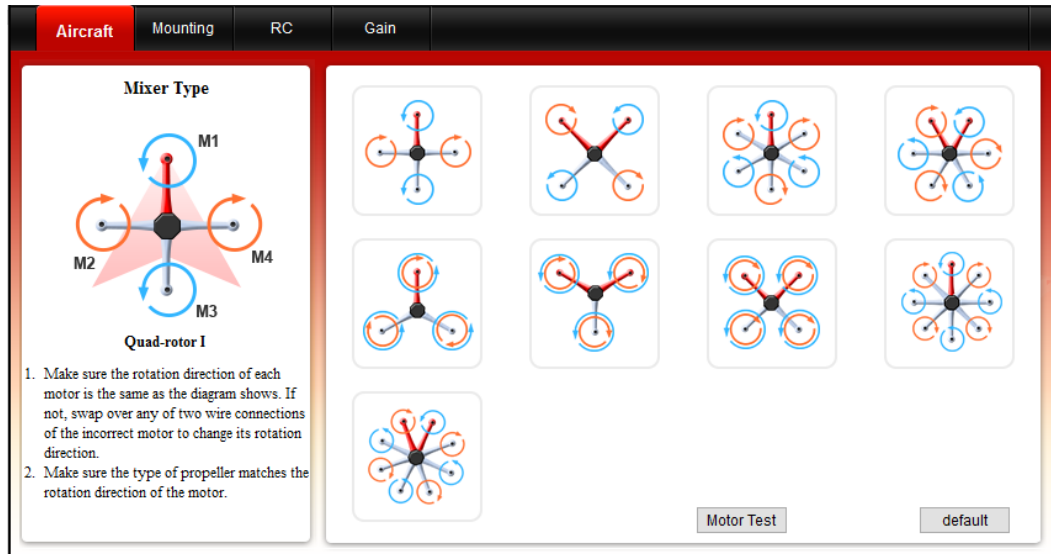 Aircraft
Mounting
RC
Gain
Mixer Type
M1
M2
M4
M3
Quad-rotor I
1. Make sure the rotation direction of each
motor is the same as the diagram shows. If
not, swap over any of two wire connections
of the incorrect motor to change its rotation
direction.
2. Make sure the type of propeller matches the
rotation direction of the motor.
Motor Test
default